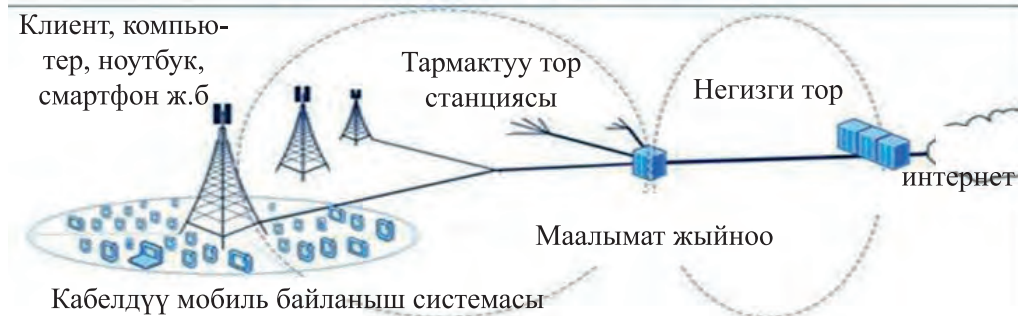 Клиент, компью-
тер, ноутбук,
смартфон ж.б
Тармактуу тор
станциясы
Негизги тор
интернет
Маалымат жыйноо
Кабелдүү мобиль байланыш системасы